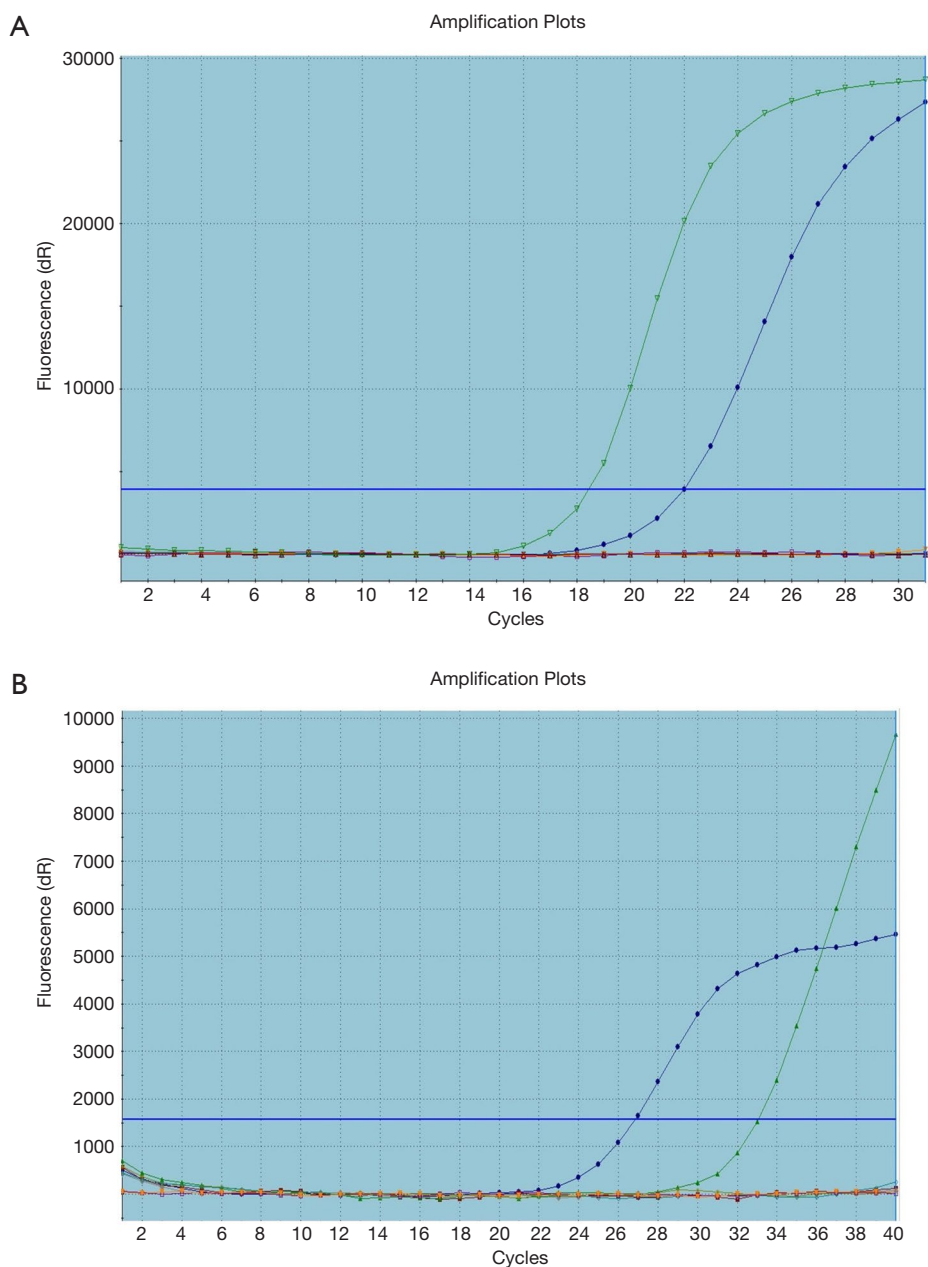 A
Amplification Plots
30000
20000
10000
Fluorescence (dR)
2 4 6 8 10 12 14 16 18 20 22 24 26 28 30
Cycles
B
Amplification Plots
10000
9000
8000
7000
6000
5000
4000
3000
2000
1000
Fluorescence (dR)
2 4 6 8 10 12 14 16 18 20 22 24 26 28 30 32 34 36 38 40
Cycles